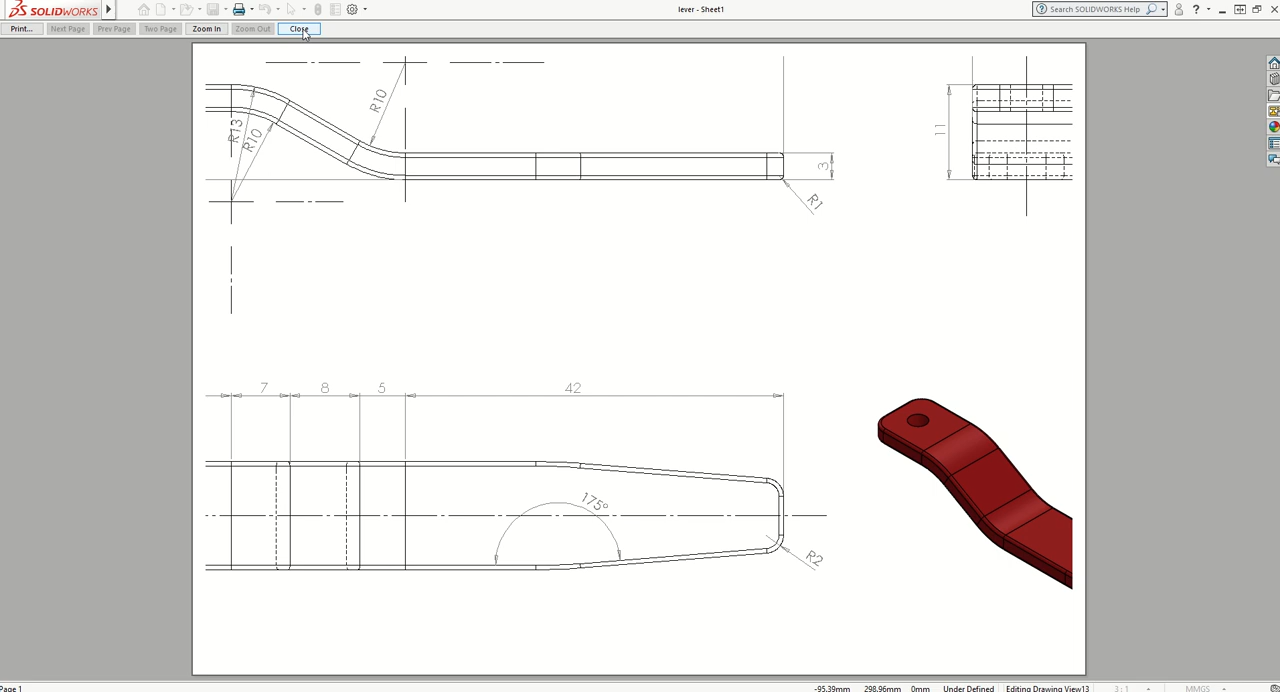 SOLIDWORKS
lever - Sheet1
Search SOLIDWORKS Help
?
Print...
Next Page
Prev Page
Two Page
Zoom In
Zoom Out
Close
R13
R10
R10
3
R1
11
7
8
5
42
175°
R2
Page 1
-95.39mm
298.96mm
0mm
Under Defined
Editing Drawing View13
3 : 1
MMGS